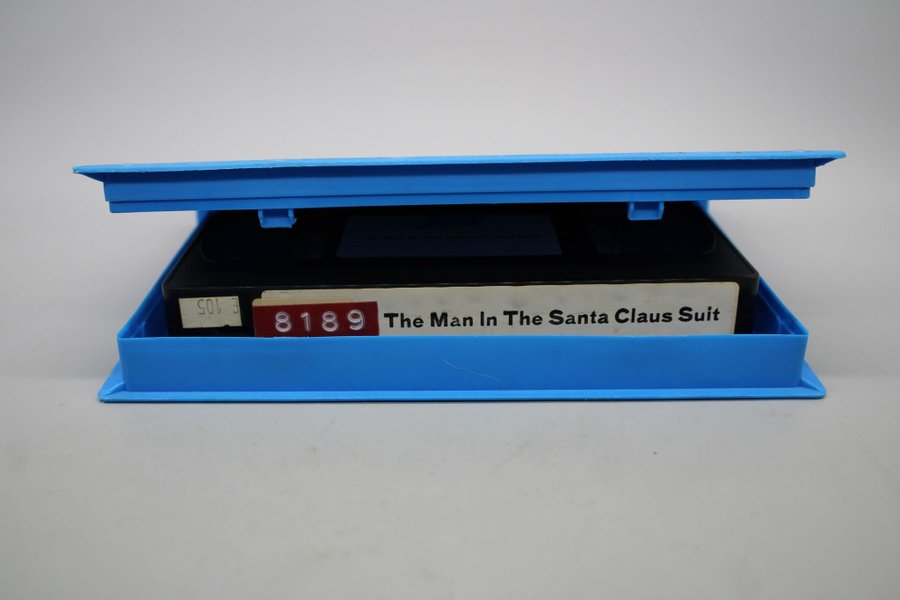 E 105
8189 The Man In The Santa Claus Suit